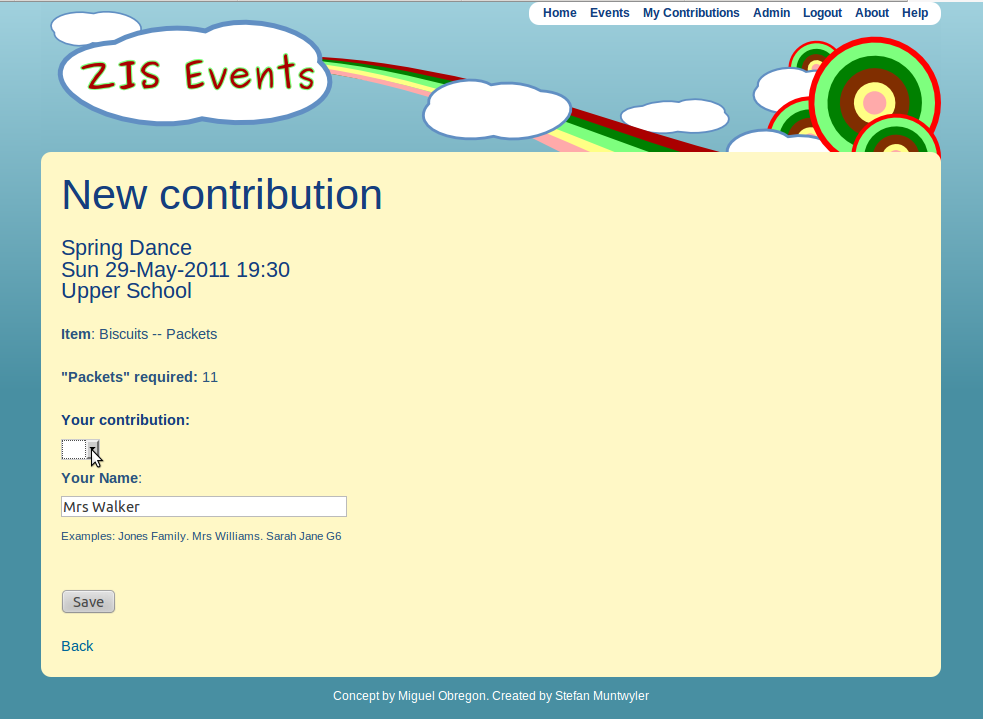 Home Events My Contributions Admin Logout About Help
ZIS Events
New contribution
Spring Dance
Sun 29-May-2011 19:30
Upper School
Item: Biscuits -- Packets
"Packets" required: 11
Your contribution:
Your Name:
Mrs Walker
Examples: Jones Family. Mrs Williams. Sarah Jane G6
Save
Back
Concept by Miguel Obregon. Created by Stefan Muntwyler